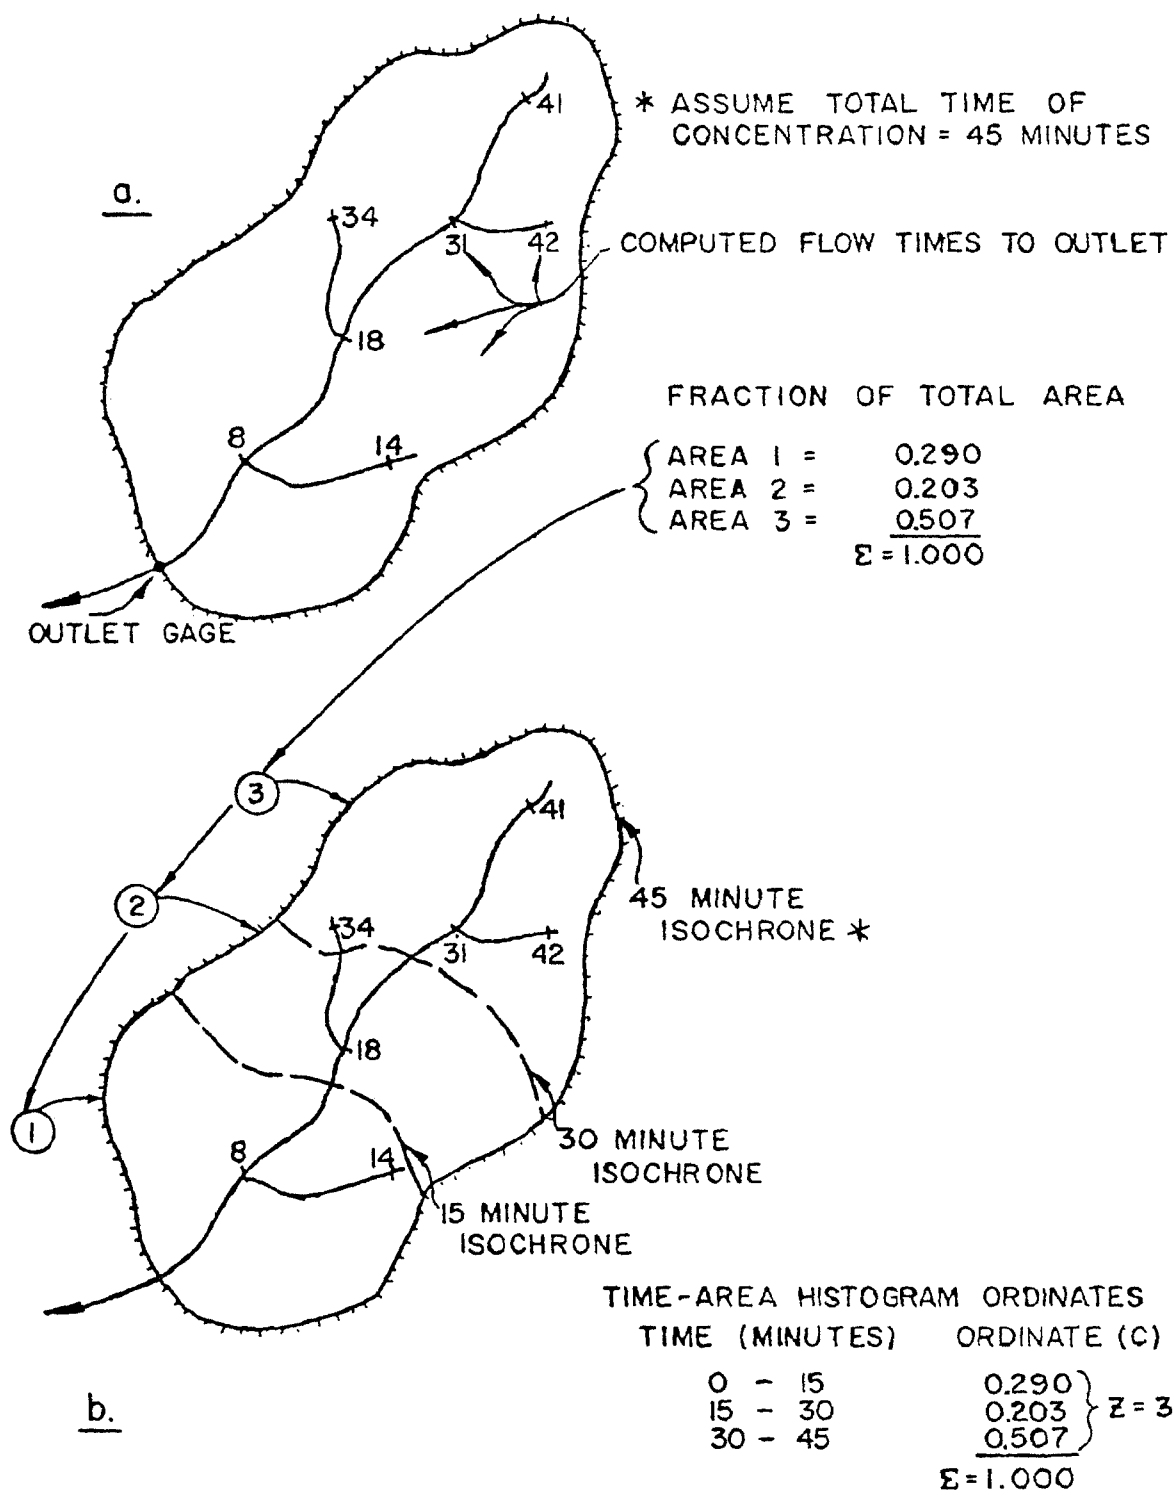 41
* ASSUME TOTAL TIME OF
CONCENTRATION = 45 MINUTES
a.
34
31
42
COMPUTED FLOW TIMES TO OUTLET
18
FRACTION OF TOTAL AREA
8
14
AREA 1 = 0.290
AREA 2 = 0.203
AREA 3 = 0.507
Σ = 1.000
OUTLET GAGE
3
41
2
45 MINUTE
ISOCHRONE *
34
31
42
18
1
30 MINUTE
ISOCHRONE
8
14
15 MINUTE
ISOCHRONE
TIME-AREA HISTOGRAM ORDINATES
TIME (MINUTES) ORDINATE (C)
0 - 15 0.290
15 - 30 0.203 Z = 3
30 - 45 0.507
Σ = 1.000
b.